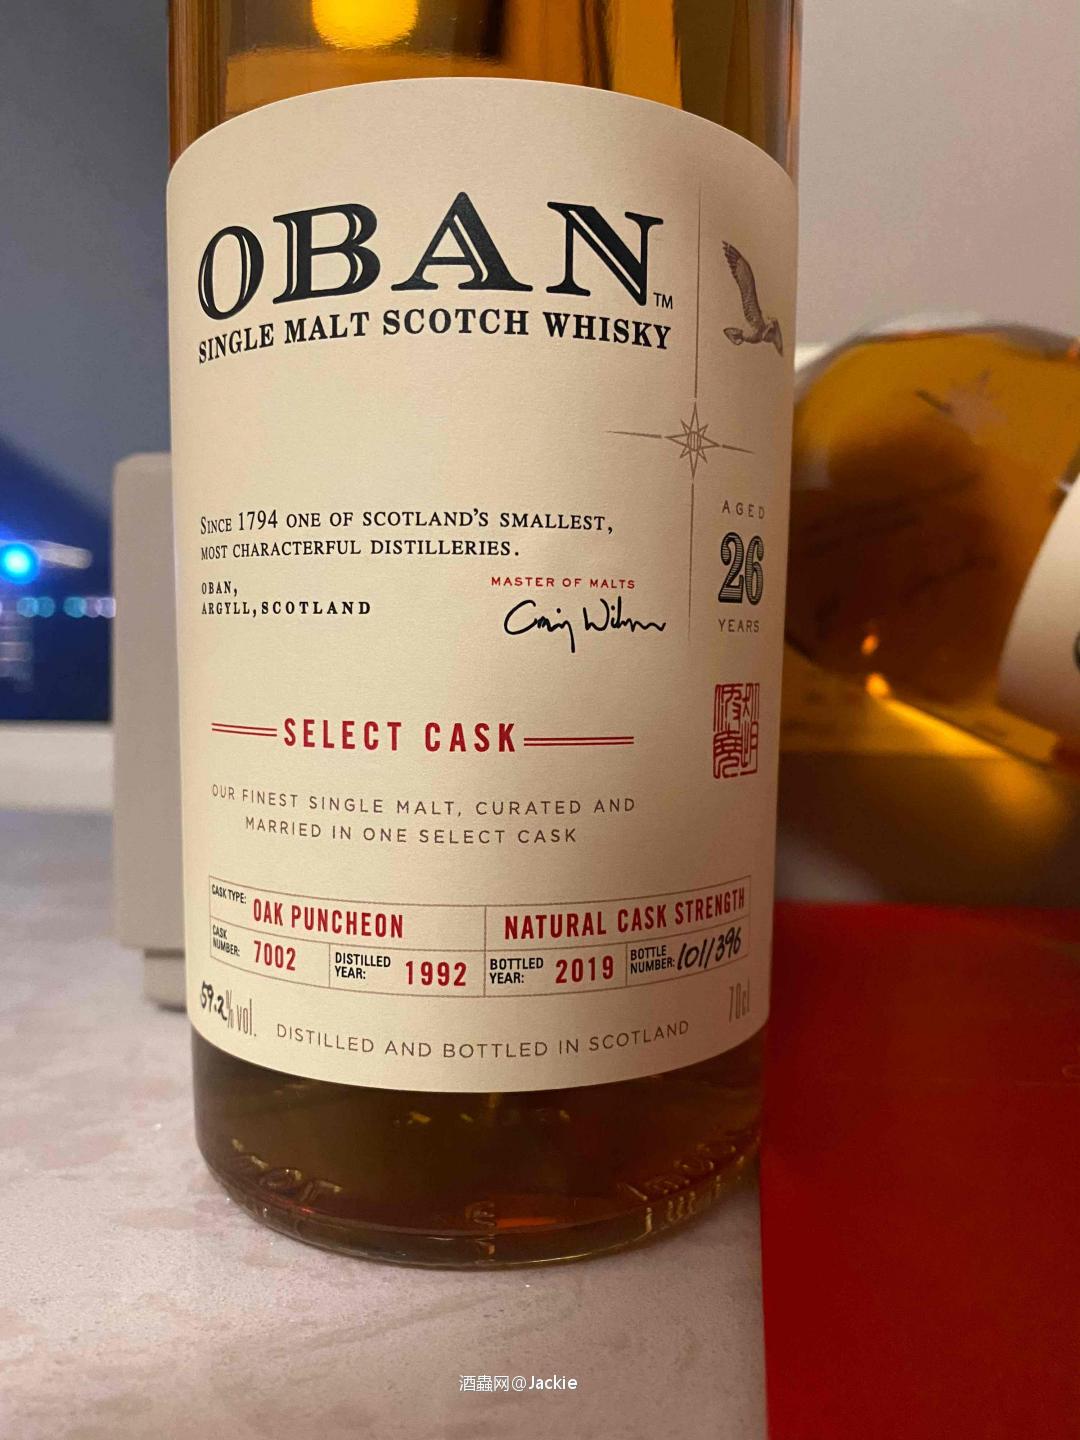 OBAN™
SINGLE MALT SCOTCH WHISKY
SINCE 1794 ONE OF SCOTLAND'S SMALLEST,
MOST CHARACTERFUL DISTILLERIES.
OBAN,
ARGYLL, SCOTLAND
MASTER OF MALTS
AGED
26
YEARS
SELECT CASK
OUR FINEST SINGLE MALT, CURATED AND
MARRIED IN ONE SELECT CASK
CASK TYPE: OAK PUNCHEON
NATURAL CASK STRENGTH
CASK NUMBER: 7002
DISTILLED YEAR: 1992
BOTTLED YEAR: 2019
BOTTLE NUMBER: 101/396
59.2% vol.
70cl
DISTILLED AND BOTTLED IN SCOTLAND
酒蟲网@Jackie